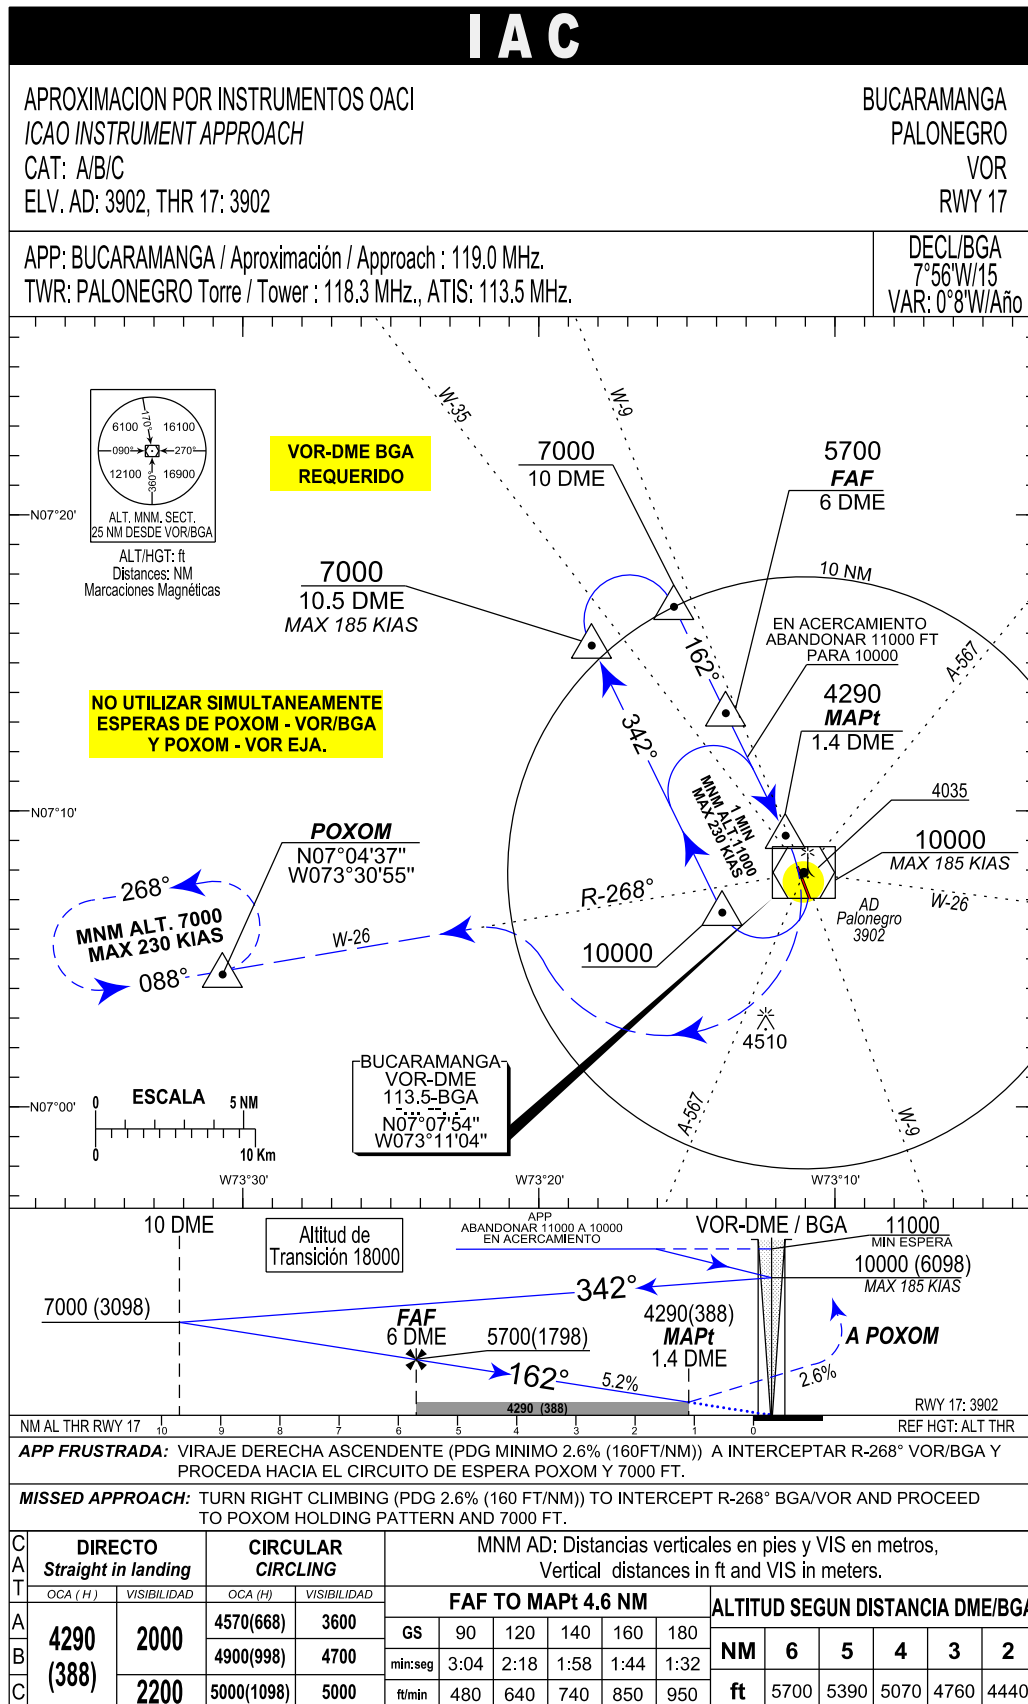 IAC
APROXIMACION POR INSTRUMENTOS OACI
ICAO INSTRUMENT APPROACH
CAT: A/B/C
ELV. AD: 3902, THR 17: 3902
BUCARAMANGA
PALONEGRO
VOR
RWY 17
APP: BUCARAMANGA / Aproximación / Approach : 119.0 MHz.
TWR: PALONEGRO Torre / Tower : 118.3 MHz., ATIS: 113.5 MHz.
DECL/BGA
7°56'W/15
VAR: 0°8'W/Año
6100 170° 16100
090° 270°
12100 360° 16900
ALT. MNM. SECT.
25 NM DESDE VOR/BGA
ALT/HGT: ft
Distances: NM
Marcaciones Magnéticas
VOR-DME BGA
REQUERIDO
W-35
W-9
7000
10 DME
5700
FAF
6 DME
N07°20'
7000
10.5 DME
MAX 185 KIAS
10 NM
EN ACERCAMIENTO
ABANDONAR 11000 FT
PARA 10000
A-567
162°
342°
4290
MAPt
1.4 DME
NO UTILIZAR SIMULTANEAMENTE
ESPERAS DE POXOM - VOR/BGA
Y POXOM - VOR EJA.
1 MIN
MNM ALT. 11000
MAX 230 KIAS
N07°10'
4035
10000
MAX 185 KIAS
POXOM
N07°04'37"
W073°30'55"
268°
MNM ALT. 7000
MAX 230 KIAS
088°
R-268°
W-26
W-26
AD
Palonegro
3902
10000
4510
BUCARAMANGA
VOR-DME
113.5-BGA
N07°07'54"
W073°11'04"
N07°00'
ESCALA
0 5 NM
0 10 Km
A-567
W-9
W73°30'
W73°20'
W73°10'
10 DME
Altitud de
Transición 18000
APP
ABANDONAR 11000 A 10000
EN ACERCAMIENTO
VOR-DME / BGA
11000
MIN ESPERA
10000 (6098)
MAX 185 KIAS
342°
7000 (3098)
FAF
6 DME
5700(1798)
4290(388)
MAPt
1.4 DME
A POXOM
162°
5.2%
2.6%
4290 (388)
RWY 17: 3902
NM AL THR RWY 17 10 9 8 7 6 5 4 3 2 1 0 REF HGT: ALT THR
APP FRUSTRADA: VIRAJE DERECHA ASCENDENTE (PDG MINIMO 2.6% (160FT/NM)) A INTERCEPTAR R-268° VOR/BGA Y
PROCEDA HACIA EL CIRCUITO DE ESPERA POXOM Y 7000 FT.
MISSED APPROACH: TURN RIGHT CLIMBING (PDG 2.6% (160 FT/NM)) TO INTERCEPT R-268° BGA/VOR AND PROCEED
TO POXOM HOLDING PATTERN AND 7000 FT.
CAT
DIRECTO
Straight in landing
CIRCULAR
CIRCLING
OCA ( H ) VISIBILIDAD OCA (H) VISIBILIDAD
A 4570(668) 3600
B 4900(998) 4700
C 5000(1098) 5000
4290
(388)
2000
2200
MNM AD: Distancias verticales en pies y VIS en metros,
Vertical distances in ft and VIS in meters.
FAF TO MAPt 4.6 NM
GS 90 120 140 160 180
min:seg 3:04 2:18 1:58 1:44 1:32
ft/min 480 640 740 850 950
ALTITUD SEGUN DISTANCIA DME/BGA
NM 6 5 4 3 2
ft 5700 5390 5070 4760 4440